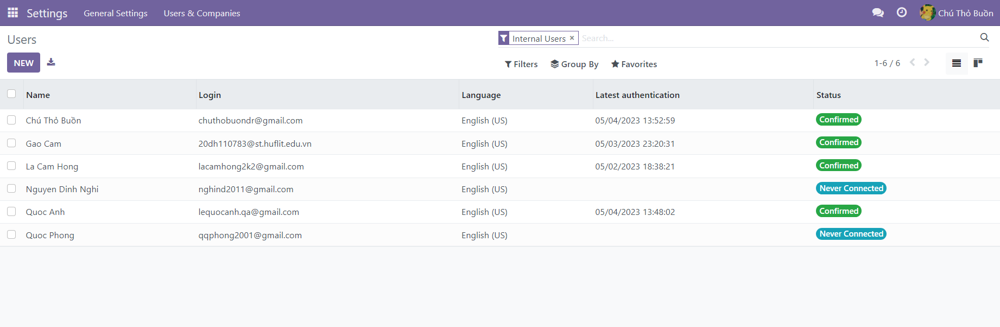 Settings General Settings Users & Companies Chú Thỏ Buồn
Users Internal Users × Search...
NEW Filters Group By Favorites 1-6 / 6
Name Login Language Latest authentication Status
Chú Thỏ Buồn chuthobuondr@gmail.com English (US) 05/04/2023 13:52:59 Confirmed
Gao Cam 20dh110783@st.huflit.edu.vn English (US) 05/03/2023 23:20:31 Confirmed
La Cam Hong lacamhong2k2@gmail.com English (US) 05/02/2023 18:38:21 Confirmed
Nguyen Dinh Nghi nghind2011@gmail.com English (US) Never Connected
Quoc Anh lequocanh.qa@gmail.com English (US) 05/04/2023 13:48:02 Confirmed
Quoc Phong qqphong2001@gmail.com English (US) Never Connected